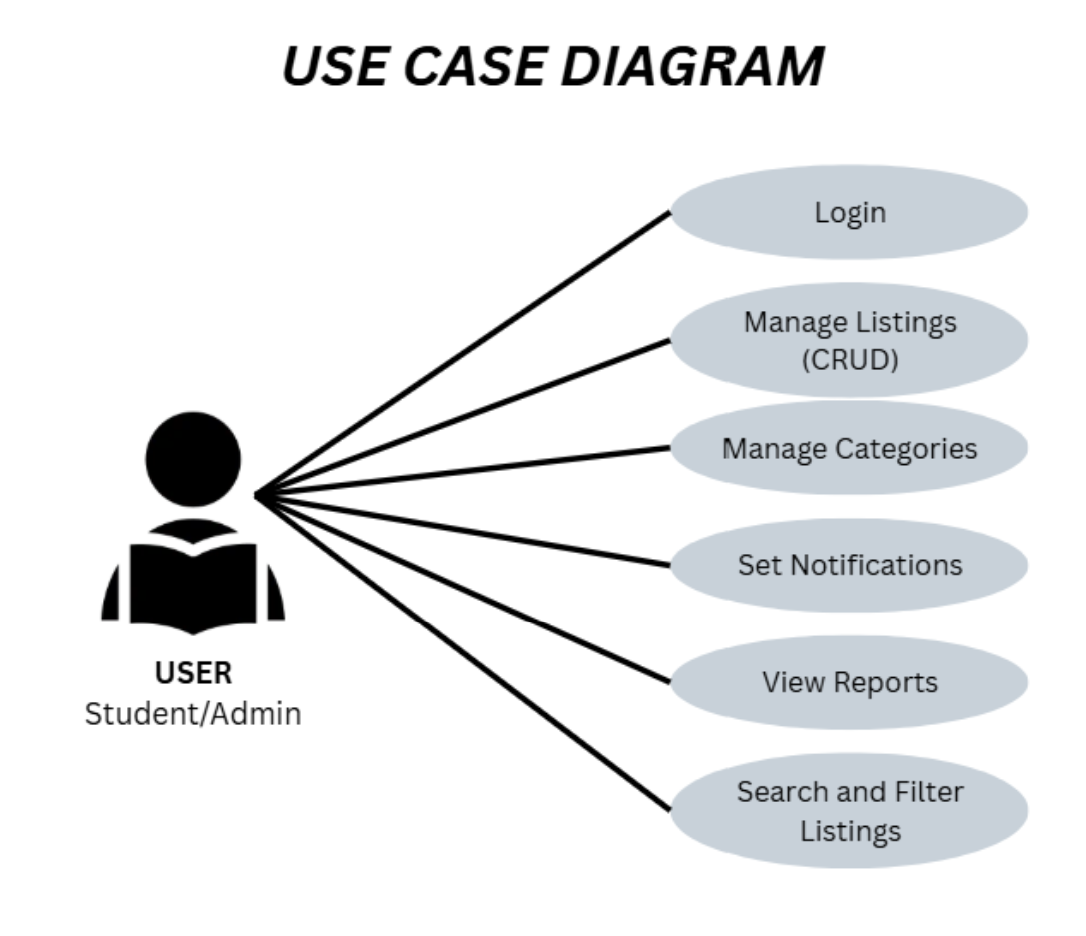 USE CASE DIAGRAM
Login
Manage Listings
(CRUD)
Manage Categories
Set Notifications
View Reports
Search and Filter
Listings
USER
Student/Admin